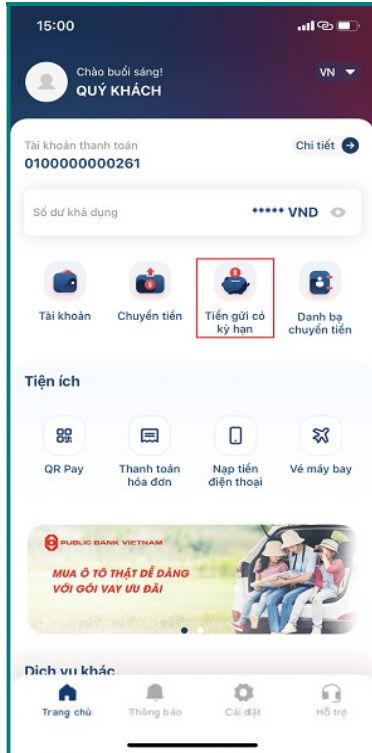 15:00
Chào buổi sáng!
QUÝ KHÁCH
VN
Tài khoản thanh toán
Chi tiết
0100000000261
Số dư khả dụng
***** VND
Tài khoản
Chuyển tiền
Tiền gửi có kỳ hạn
Danh bạ chuyển tiền
Tiện ích
QR Pay
Thanh toán hóa đơn
Nạp tiền điện thoại
Vé máy bay
PUBLIC BANK VIETNAM
MUA Ô TÔ THẬT DỄ DÀNG
VỚI GÓI VAY ƯU ĐÃI
Dịch vụ khác
Trang chủ
Thông báo
Cài đặt
Hỗ trợ